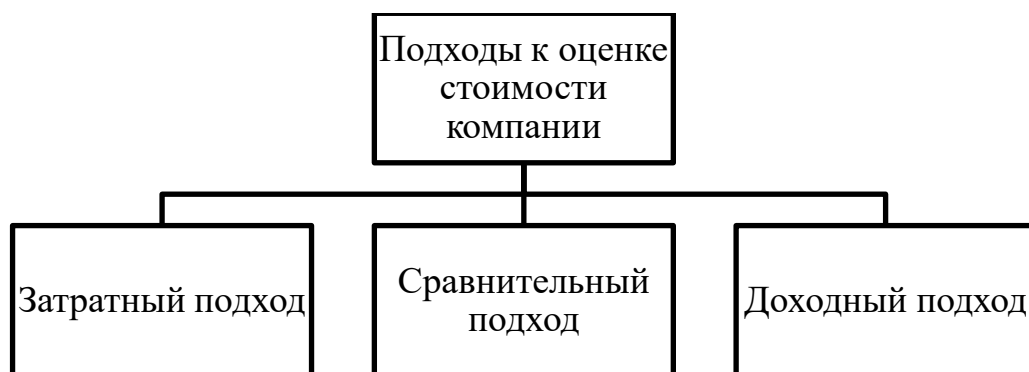 Подходы к оценке
стоимости
компании
Затратный подход
Сравнительный
подход
Доходный подход